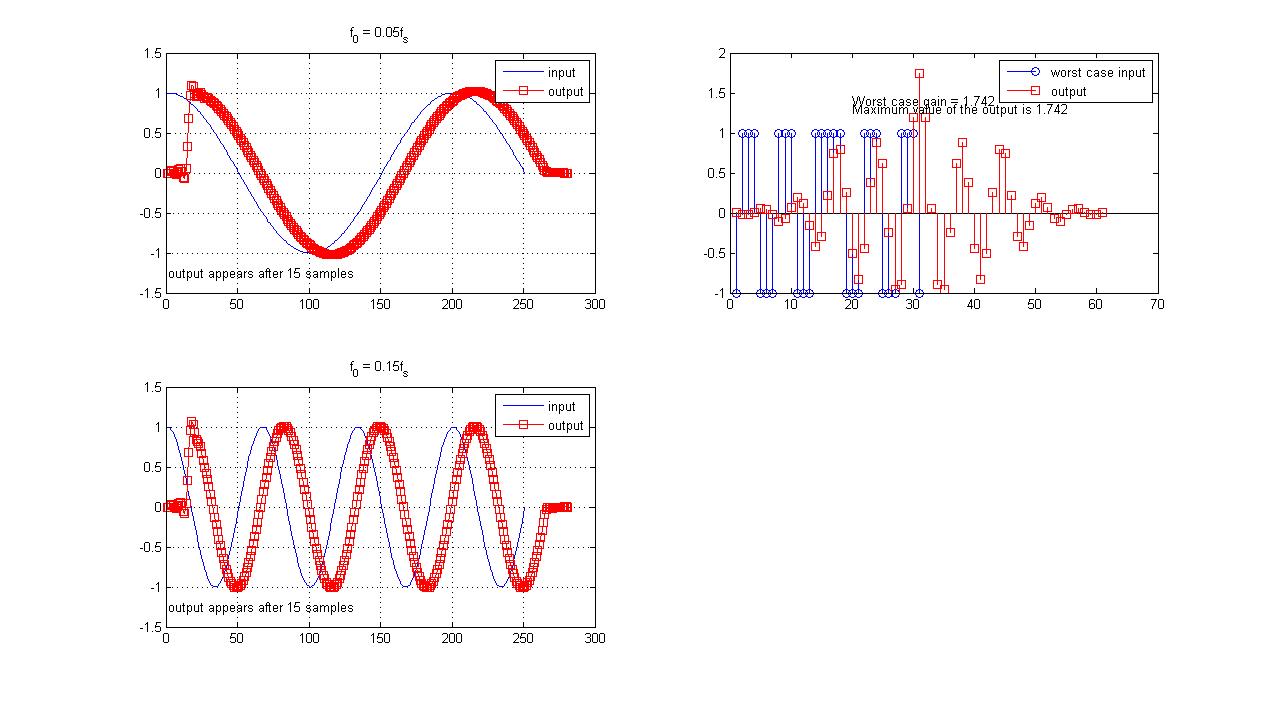 f0 = 0.05fs
1.5
1
0.5
0
-0.5
-1
-1.5
input
output
output appears after 15 samples
0 50 100 150 200 250 300
2
1.5
1
0.5
0
-0.5
-1
worst case input
output
Worst case gain = 1.742
Maximum value of the output is 1.742
0 10 20 30 40 50 60 70
f0 = 0.15fs
1.5
1
0.5
0
-0.5
-1
-1.5
input
output
output appears after 15 samples
0 50 100 150 200 250 300